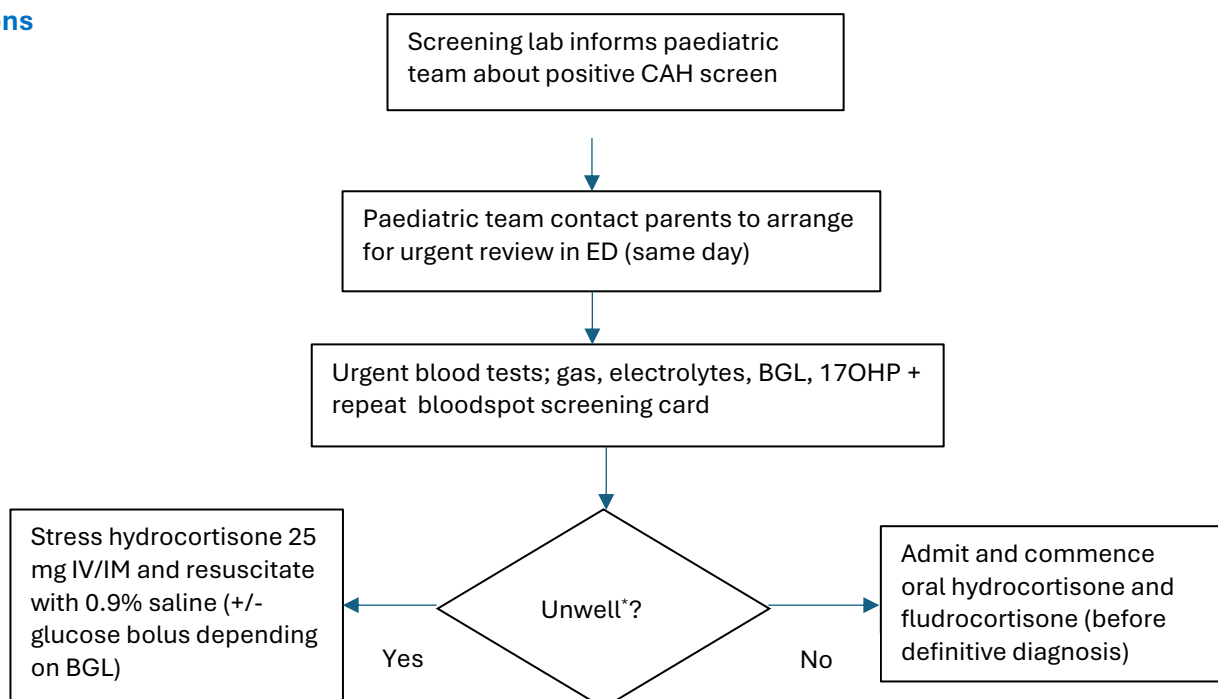 ns
Screening lab informs paediatric
team about positive CAH screen
Paediatric team contact parents to arrange
for urgent review in ED (same day)
Urgent blood tests; gas, electrolytes, BGL, 17OHP +
repeat bloodspot screening card
Stress hydrocortisone 25
mg IV/IM and resuscitate
with 0.9% saline (+/-
glucose bolus depending
on BGL)
Yes
Unwell*?
No
Admit and commence
oral hydrocortisone and
fludrocortisone (before
definitive diagnosis)